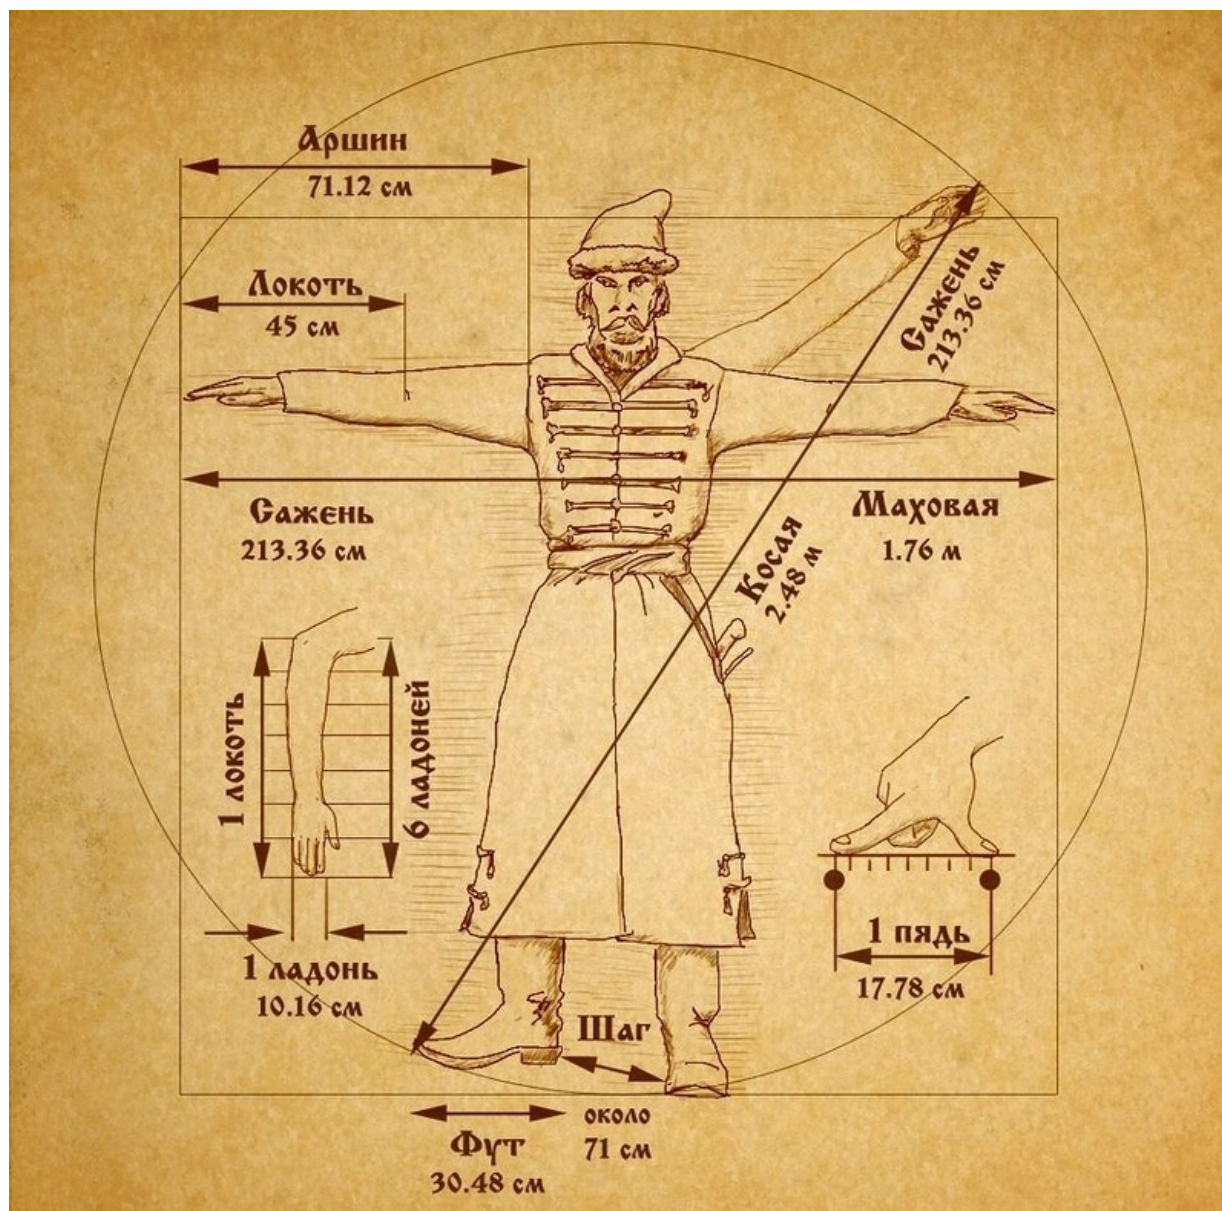 Аршин
71.12 см
Локоть
45 см
Сажень
213.36 см
Сажень
213.36 см
Маховая
1.76 м
Косая
2.48 м
1 локоть
6 ладоней
1 ладонь
10.16 см
1 пядь
17.78 см
Шаг
около
71 см
Фут
30.48 см